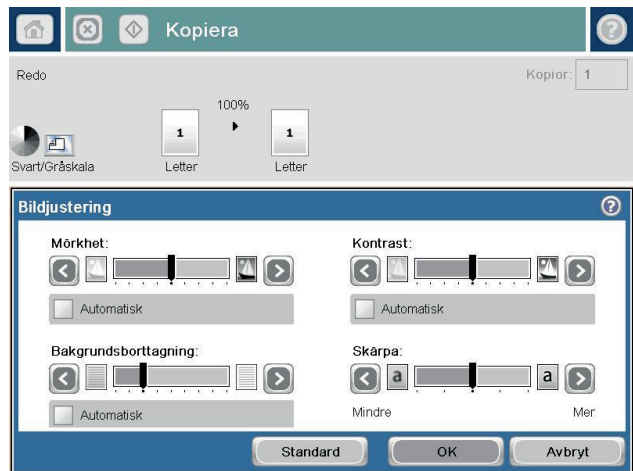 Kopiera
Redo
Kopior: 1
100%
1 1
Svart/Gråskala Letter Letter
Bildjustering
Mörkhet: Kontrast:
Automatisk Automatisk
Bakgrundsborttagning: Skärpa:
a a
Automatisk Mindre Mer
Standard OK Avbryt